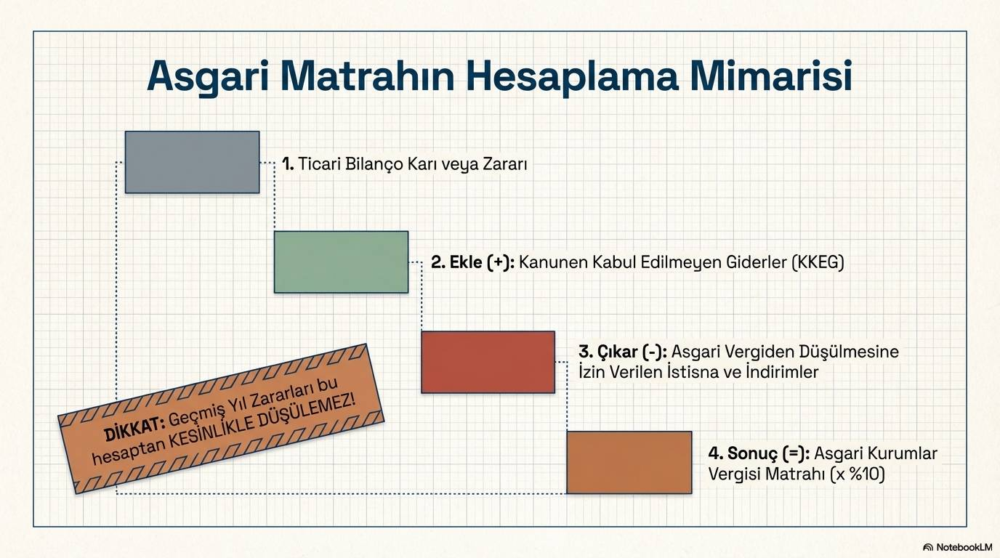 Asgari Matrahın Hesaplama Mimarisi
1. Ticari Bilanço Karı veya Zararı
2. Ekle (+): Kanunen Kabul Edilmeyen Giderler (KKEG)
3. Çıkar (-): Asgari Vergiden Düşülmesine
İzin Verilen İstisna ve İndirimler
DİKKAT: Geçmiş Yıl Zararları bu
hesaptan KESİNLİKLE DÜŞÜLEMEZ!
4. Sonuç (=): Asgari Kurumlar
Vergisi Matrahı (x %10)
NotebookLM